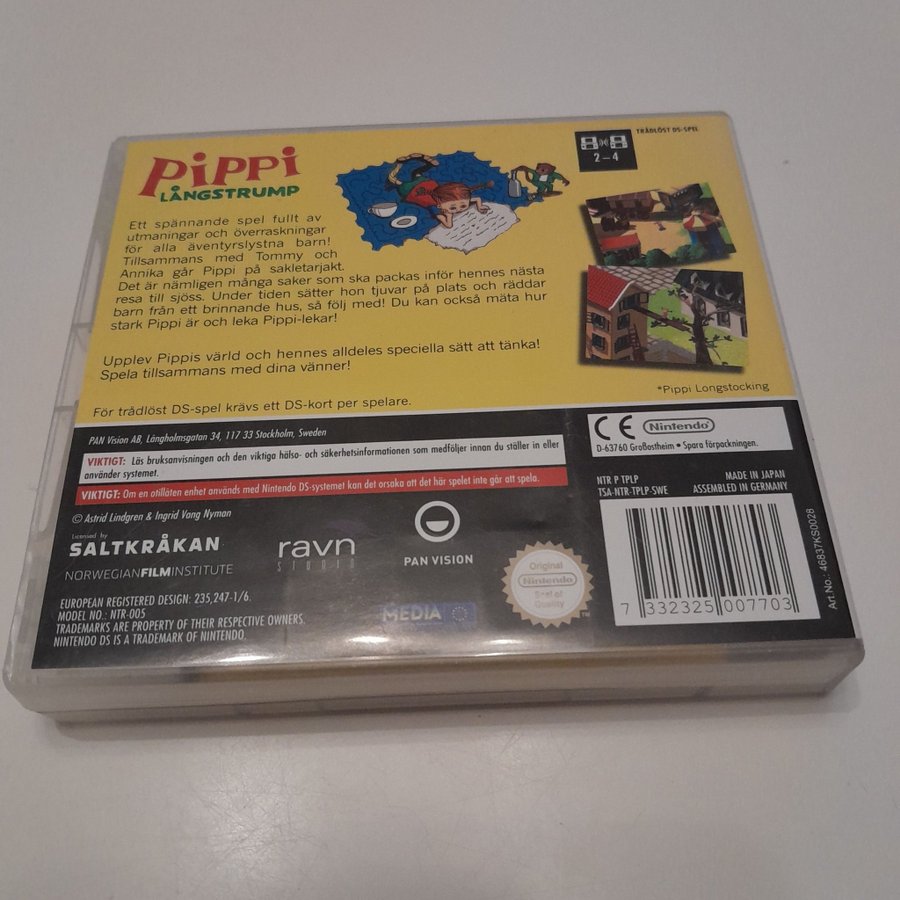 PIPPI
LÅNGSTRUMP
TRÅDLÖST DS-SPEL
2 – 4
Ett spännande spel fullt av
utmaningar och överraskningar
för alla äventyrslystna barn!
Tillsammans med Tommy och
Annika går Pippi på sakletarjakt.
Det är nämligen många saker som ska packas inför hennes nästa
resa till sjöss. Under tiden sätter hon tjuvar på plats och räddar
barn från ett brinnande hus, så följ med! Du kan också mäta hur
stark Pippi är och leka Pippi-lekar!
Upplev Pippis värld och hennes alldeles speciella sätt att tänka!
Spela tillsammans med dina vänner!
*Pippi Longstocking
För trådlöst DS-spel krävs ett DS-kort per spelare.
PAN Vision AB, Långholmsgatan 34, 117 33 Stockholm, Sweden
VIKTIGT: Läs bruksanvisningen och den viktiga hälso- och säkerhetsinformationen som medföljer innan du ställer in eller
använder systemet.
VIKTIGT: Om en otillåten enhet används med Nintendo DS-systemet kan det orsaka att det här spelet inte går att spela.
CE Nintendo
D-63760 Großostheim • Spara förpackningen.
NTR P TPLP
TSA-NTR-TPLP-SWE
MADE IN JAPAN
ASSEMBLED IN GERMANY
© Astrid Lindgren & Ingrid Vang Nyman
Licensed by
SALTKRÅKAN
NORWEGIANFILMINSTITUTE
ravn
STUDIO
PAN VISION
MEDIA
Original
Nintendo
Seal of
Quality
TM
EUROPEAN REGISTERED DESIGN: 235,247-1/6.
MODEL NO.: NTR-005
TRADEMARKS ARE PROPERTY OF THEIR RESPECTIVE OWNERS.
NINTENDO DS IS A TRADEMARK OF NINTENDO.
7 332325 007703
Art.No.: 46837KS0028